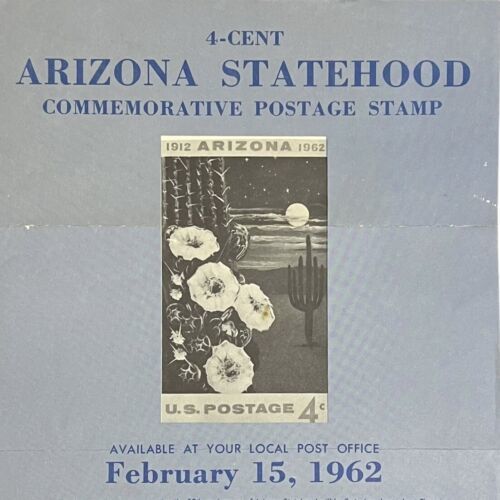 4-CENT
ARIZONA STATEHOOD
COMMEMORATIVE POSTAGE STAMP
1912 ARIZONA 1962
U.S. POSTAGE 4c
AVAILABLE AT YOUR LOCAL POST OFFICE
February 15, 1962